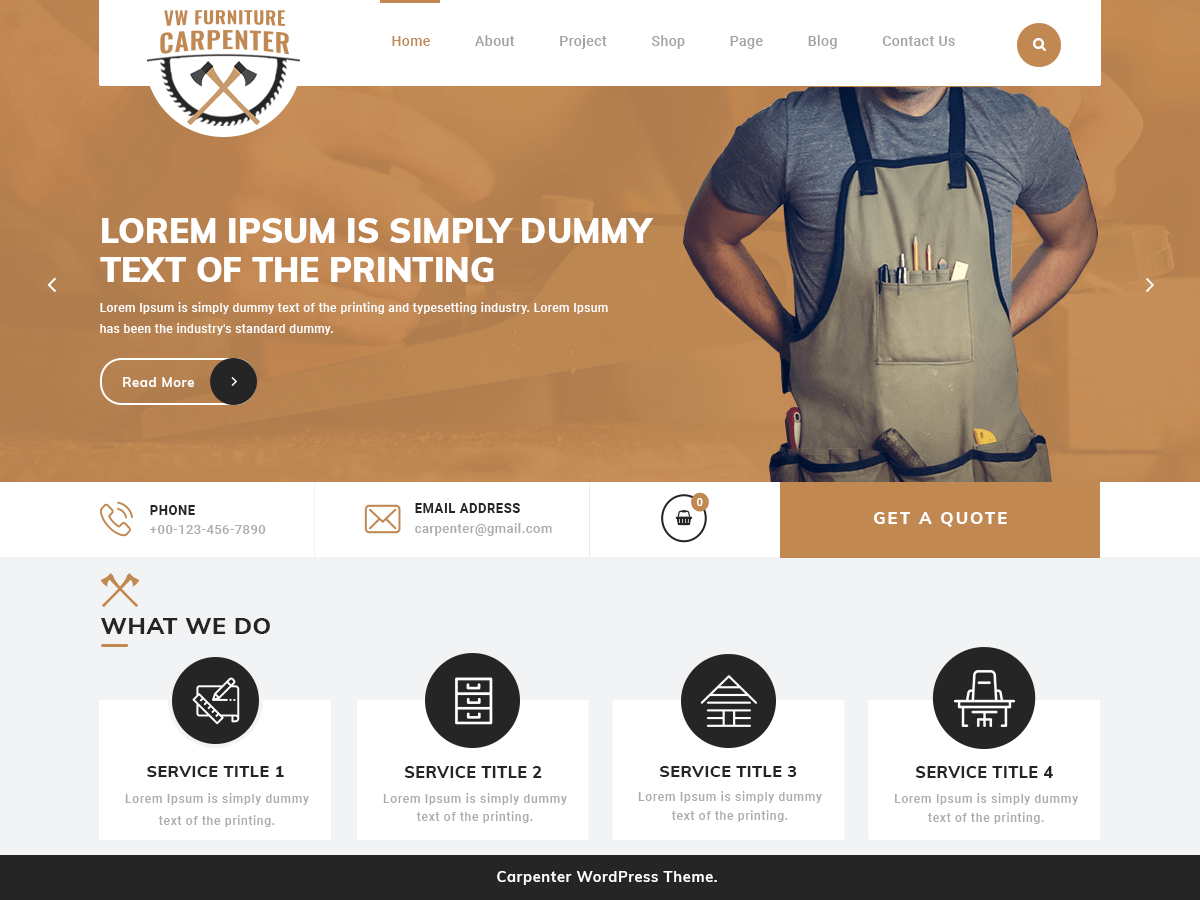 VW FURNITURE
CARPENTER
Home About Project Shop Page Blog Contact Us
LOREM IPSUM IS SIMPLY DUMMY
TEXT OF THE PRINTING
Lorem Ipsum is simply dummy text of the printing and typesetting industry. Lorem Ipsum
has been the industry's standard dummy.
Read More
PHONE
+00-123-456-7890
EMAIL ADDRESS
carpenter@gmail.com
0
GET A QUOTE
WHAT WE DO
SERVICE TITLE 1
Lorem Ipsum is simply dummy
text of the printing.
SERVICE TITLE 2
Lorem Ipsum is simply dummy
text of the printing.
SERVICE TITLE 3
Lorem Ipsum is simply dummy
text of the printing.
SERVICE TITLE 4
Lorem Ipsum is simply dummy
text of the printing.
Carpenter WordPress Theme.